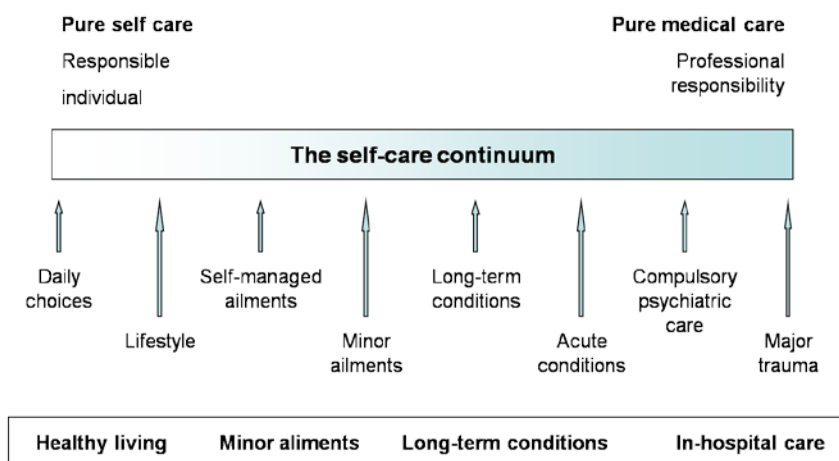 Pure self care
Responsible
individual
Pure medical care
Professional
responsibility
The self-care continuum
Daily
choices
Lifestyle
Self-managed
ailments
Minor
ailments
Long-term
conditions
Acute
conditions
Compulsory
psychiatric
care
Major
trauma
Healthy living Minor aliments Long-term conditions In-hospital care